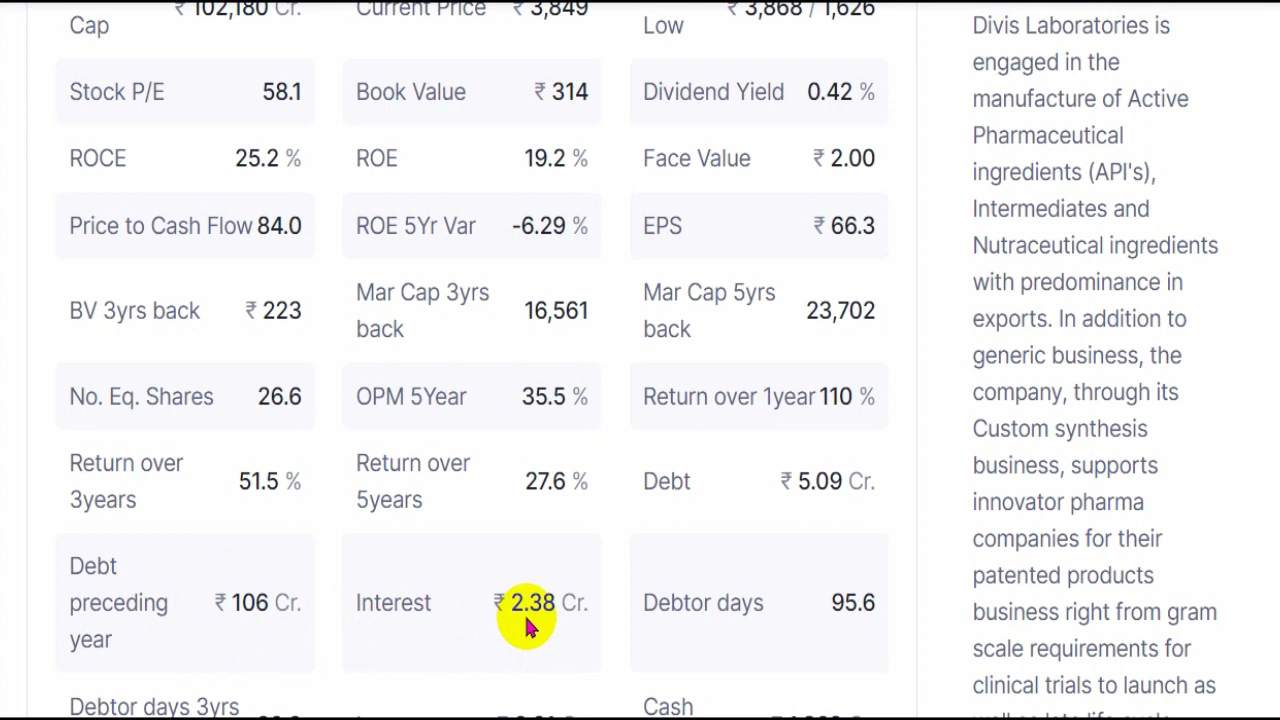 Cap ₹ 102,180 Cr.
Current Price ₹ 3,849
Low ₹ 3,868 / 1,626
Stock P/E 58.1
Book Value ₹ 314
Dividend Yield 0.42 %
ROCE 25.2 %
ROE 19.2 %
Face Value ₹ 2.00
Price to Cash Flow 84.0
ROE 5Yr Var -6.29 %
EPS ₹ 66.3
BV 3yrs back ₹ 223
Mar Cap 3yrs
back
16,561
Mar Cap 5yrs
back
23,702
No. Eq. Shares 26.6
OPM 5Year 35.5 %
Return over 1year 110 %
Return over
3years
51.5 %
Return over
5years
27.6 %
Debt ₹ 5.09 Cr.
Debt
preceding
year
₹ 106 Cr.
Interest ₹ 2.38 Cr.
Debtor days 95.6
Debtor days 3yrs
Cash
Divis Laboratories is
engaged in the
manufacture of Active
Pharmaceutical
ingredients (API's),
Intermediates and
Nutraceutical ingredients
with predominance in
exports. In addition to
generic business, the
company, through its
Custom synthesis
business, supports
innovator pharma
companies for their
patented products
business right from gram
scale requirements for
clinical trials to launch as